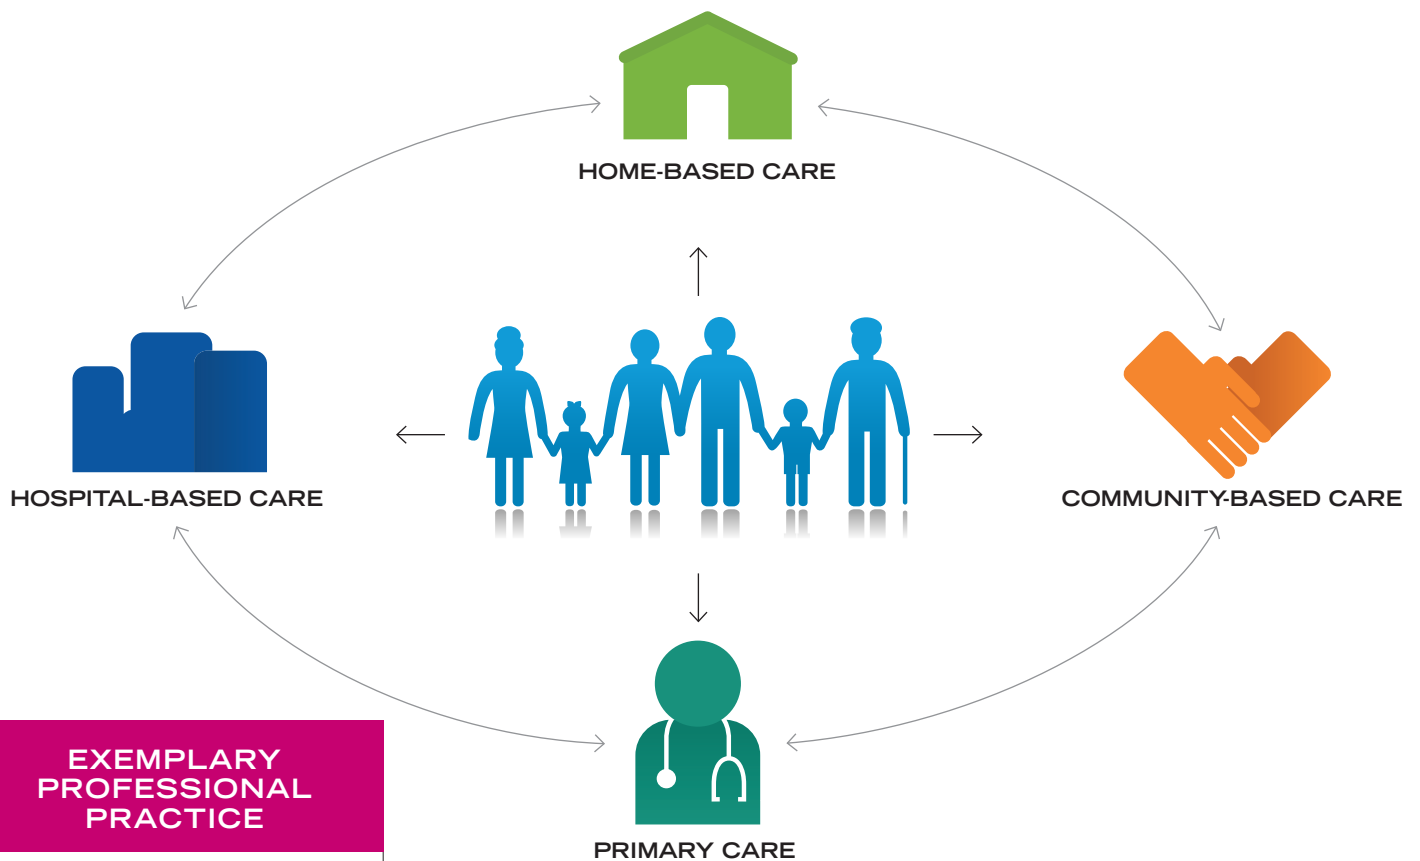 HOME-BASED CARE
HOSPITAL-BASED CARE
COMMUNITY-BASED CARE
EXEMPLARY
PROFESSIONAL
PRACTICE
PRIMARY CARE